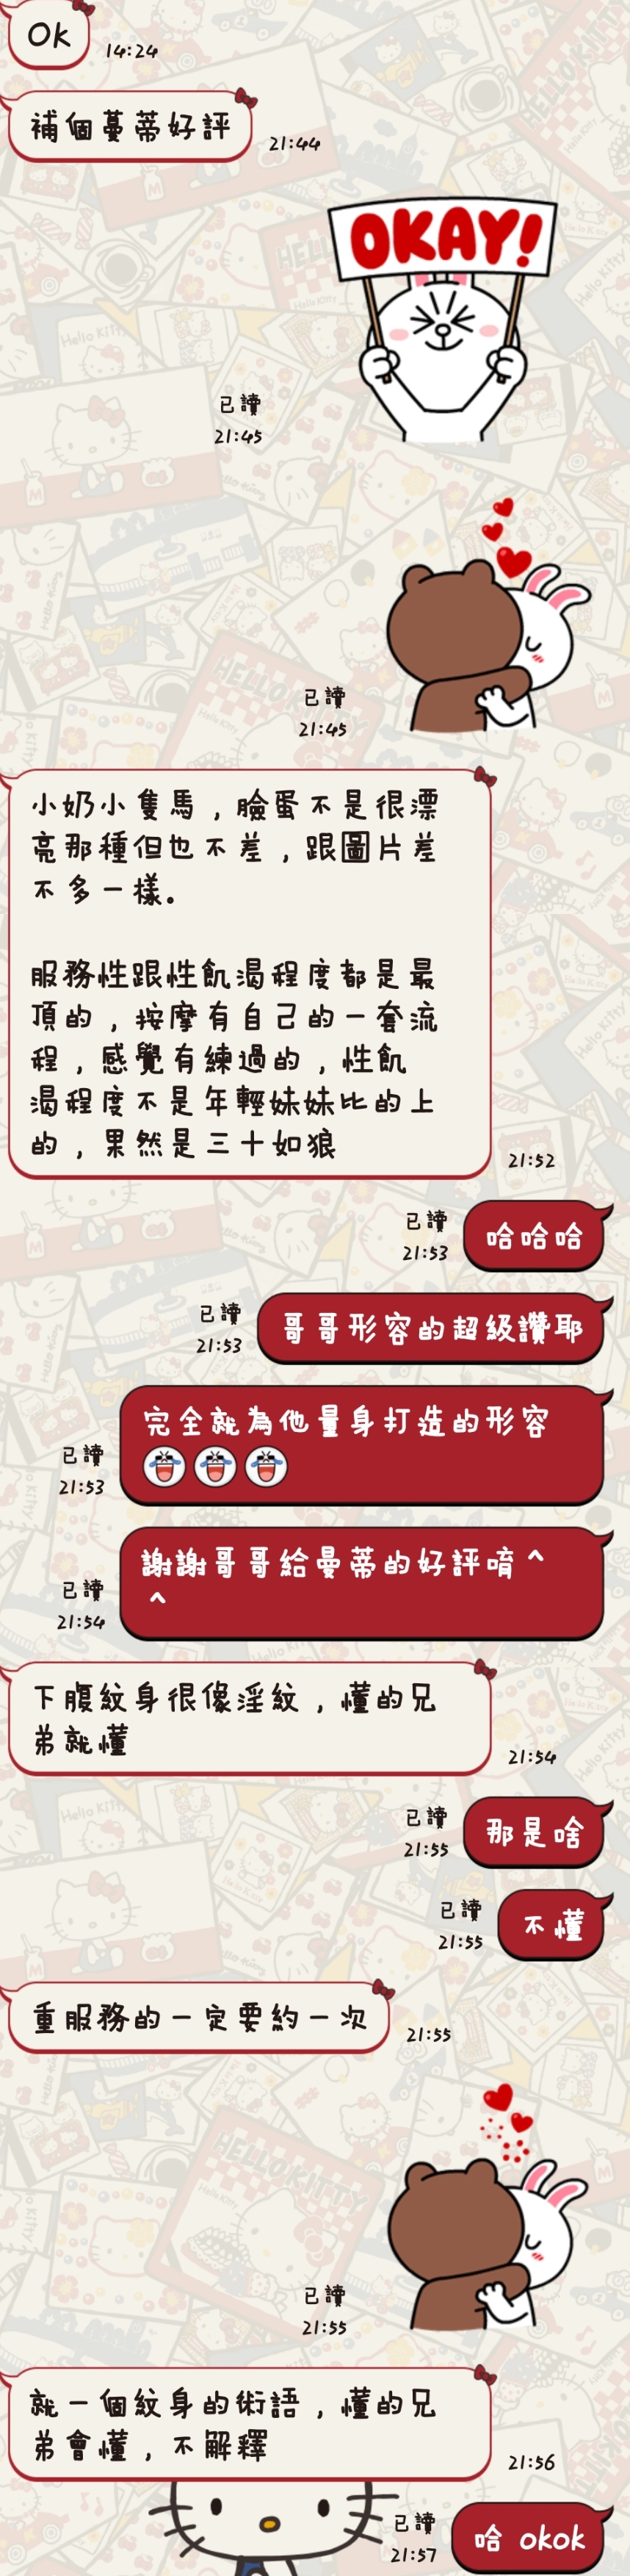 Ok
14:24
補個蔓蒂好評
21:44
OKAY!
已讀
21:45
已讀
21:45
小奶小隻馬，臉蛋不是很漂
亮那種但也不差，跟圖片差
不多一樣。
服務性跟性飢渴程度都是最
頂的，按摩有自己的一套流
程，感覺有練過的，性飢
渴程度不是年輕妹妹比的上
的，果然是三十如狼
21:52
已讀
21:53
哈哈哈
已讀
21:53
哥哥形容的超級讚耶
完全就為他量身打造的形容
已讀
21:53
謝謝哥哥給曼蒂的好評唷^
^
已讀
21:54
下腹紋身很像淫紋，懂的兄
弟就懂
21:54
已讀
21:55
那是啥
已讀
21:55
不懂
重服務的一定要約一次
21:55
已讀
21:55
就一個紋身的術語，懂的兄
弟會懂，不解釋
21:56
已讀
21:57
哈 okok